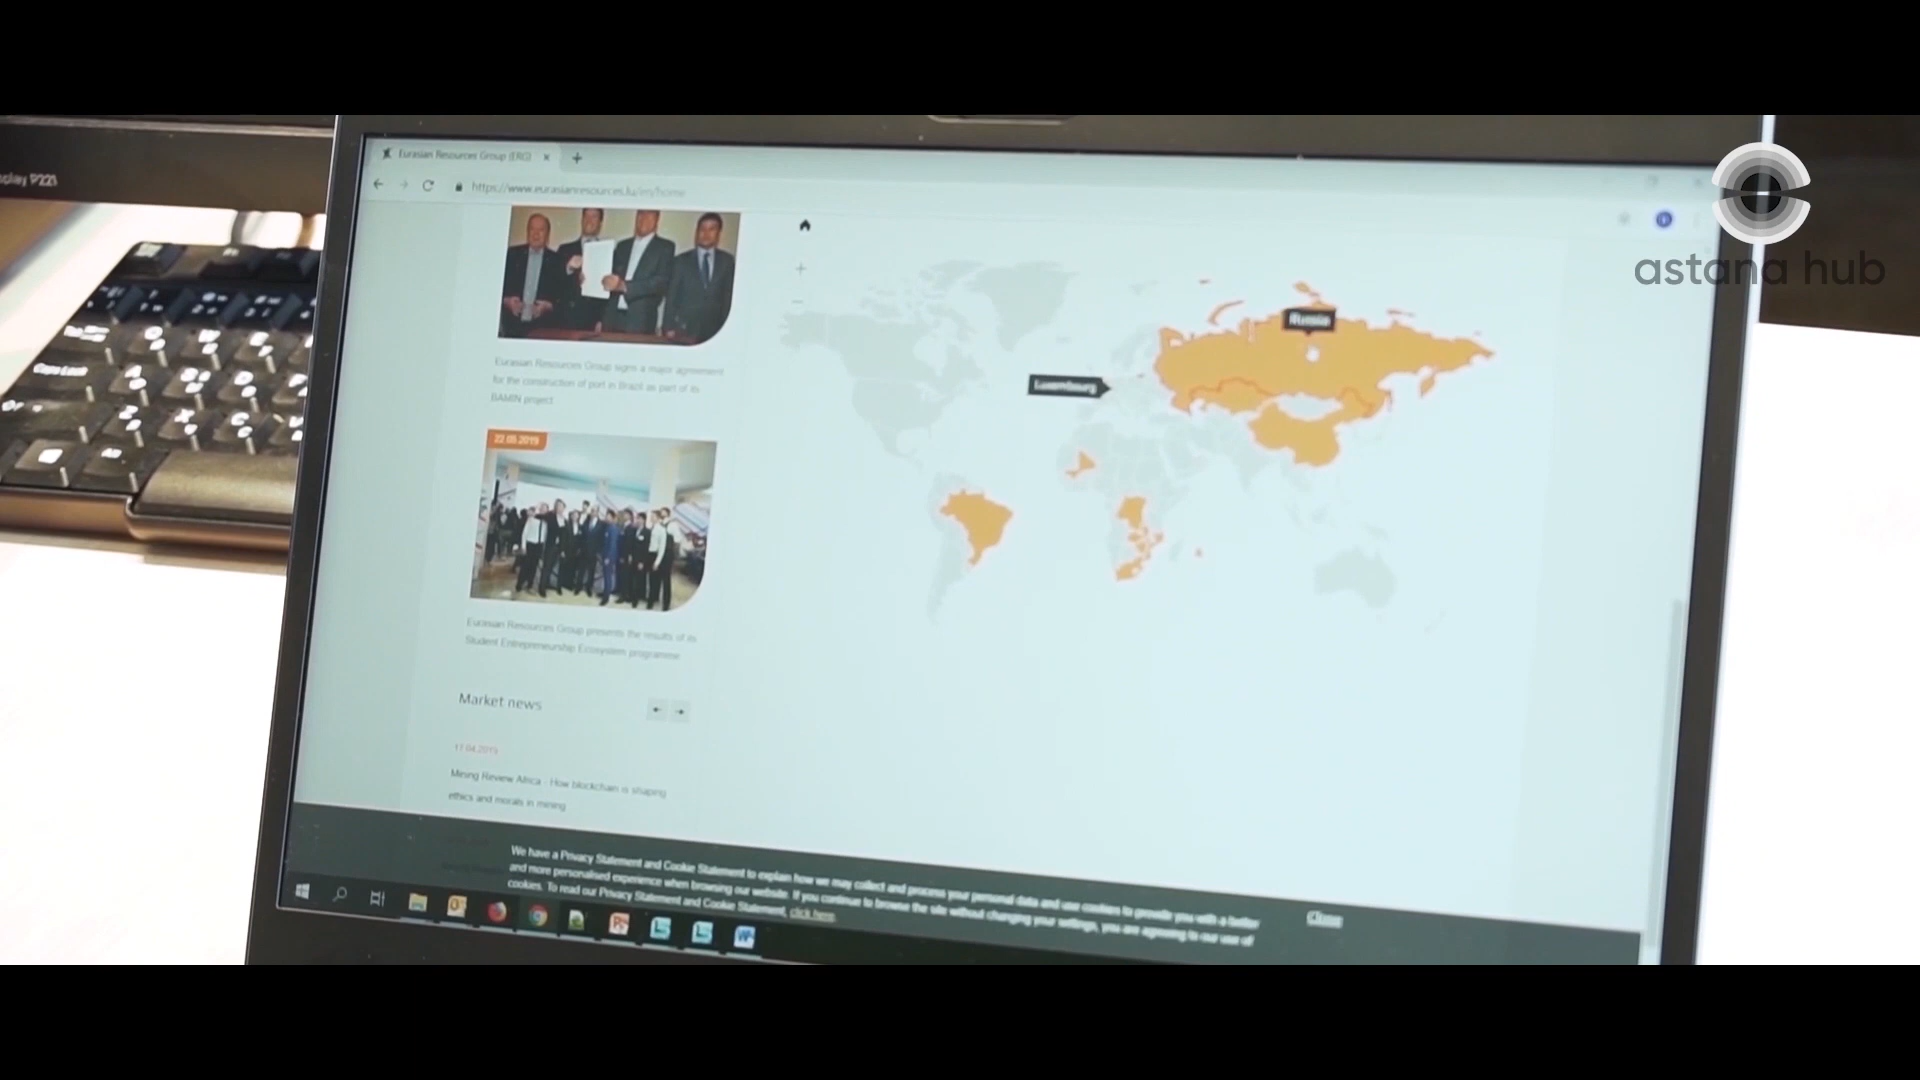 play P221
astana hub
Eurasian Resources Group (ERG)
https://www.eurasianresources.lu/en/home
Russia
Luxembourg
Eurasian Resources Group signs a major agreement
for the construction of port in Brazil as part of its
BAMIN project
22.05.2019
Eurasian Resources Group presents the results of its
Student Entrepreneurship Ecosystem programme
Market news
17.04.2019
Mining Review Africa - How blockchain is shaping
ethics and morals in mining
We have a Privacy Statement and Cookie Statement to explain how we may collect and process your personal data and use cookies to provide you with a better
and more personalised experience when browsing our website. If you continue to browse the site without changing your settings, you are agreeing to our use of
cookies. To read our Privacy Statement and Cookie Statement, click here.
Close